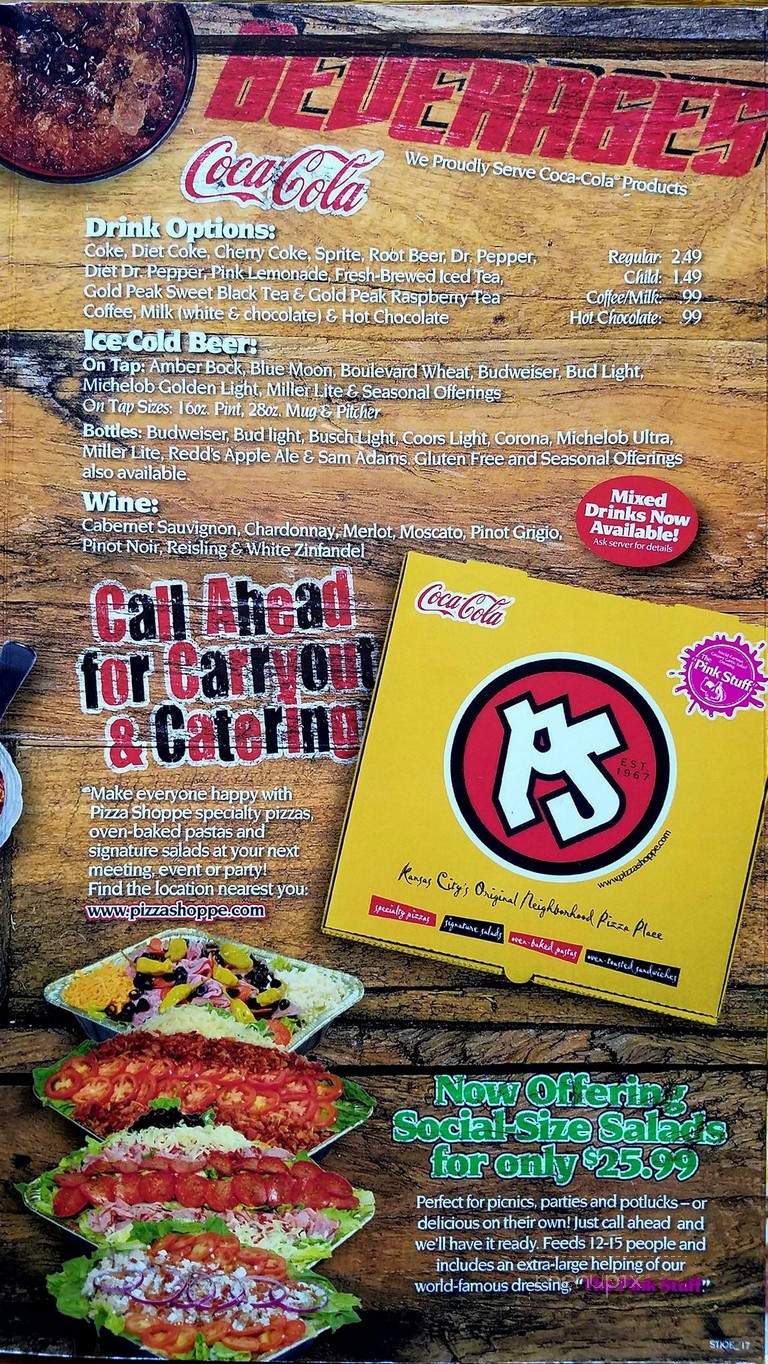 BEVERAGES
Coca-Cola
We Proudly Serve Coca-Cola® Products
Drink Options:
Coke, Diet Coke, Cherry Coke, Sprite, Root Beer, Dr. Pepper,
Diet Dr. Pepper, Pink Lemonade, Fresh-Brewed Iced Tea,
Gold Peak Sweet Black Tea & Gold Peak Raspberry Tea
Coffee, Milk (white & chocolate) & Hot Chocolate
Regular: 2.49
Child: 1.49
Coffee/Milk: .99
Hot Chocolate: .99
Ice-Cold Beer:
On Tap: Amber Bock, Blue Moon, Boulevard Wheat, Budweiser, Bud Light,
Michelob Golden Light, Miller Lite & Seasonal Offerings
On Tap Sizes: 16oz. Pint, 28oz. Mug & Pitcher
Bottles: Budweiser, Bud light, Busch Light, Coors Light, Corona, Michelob Ultra,
Miller Lite, Redd's Apple Ale & Sam Adams. Gluten Free and Seasonal Offerings
also available.
Wine:
Cabernet Sauvignon, Chardonnay, Merlot, Moscato, Pinot Grigio,
Pinot Noir, Reisling & White Zinfandel
Mixed
Drinks Now
Available!
Ask server for details
Call Ahead
for Carryout
& Catering
Make everyone happy with
Pizza Shoppe specialty pizzas,
oven-baked pastas and
signature salads at your next
meeting, event or party!
Find the location nearest you:
www.pizzashoppe.com
Coca-Cola
The
"Pink Stuff"
PS
EST.
1967
www.pizzashoppe.com
Kansas City's Original Neighborhood Pizza Place
specialty pizzas
signature salads
oven-baked pastas
oven-toasted sandwiches
Now Offering
Social-Size Salads
for only $25.99
Perfect for picnics, parties and potlucks – or
delicious on their own! Just call ahead and
we'll have it ready. Feeds 12-15 people and
includes an extra-large helping of our
world-famous dressing, "Pink Stuff"